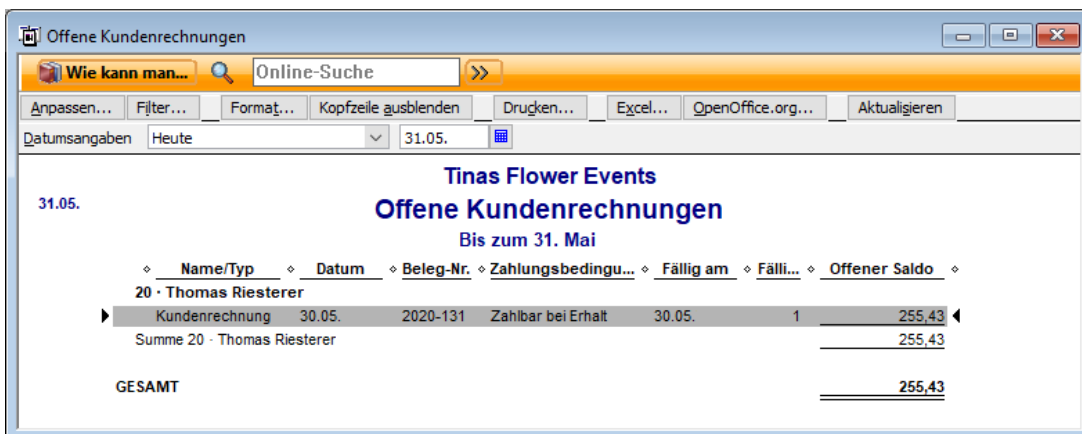 Offene Kundenrechnungen
Wie kann man... Online-Suche
Anpassen... Filter... Format... Kopfzeile ausblenden Drucken... Excel... OpenOffice.org... Aktualisieren
Datumsangaben Heute 31.05.
Tinas Flower Events
31.05. Offene Kundenrechnungen
Bis zum 31. Mai
Name/Typ Datum Beleg-Nr. Zahlungsbedingu... Fällig am Fälli... Offener Saldo
20 · Thomas Riesterer
Kundenrechnung 30.05. 2020-131 Zahlbar bei Erhalt 30.05. 1 255,43
Summe 20 · Thomas Riesterer 255,43
GESAMT 255,43